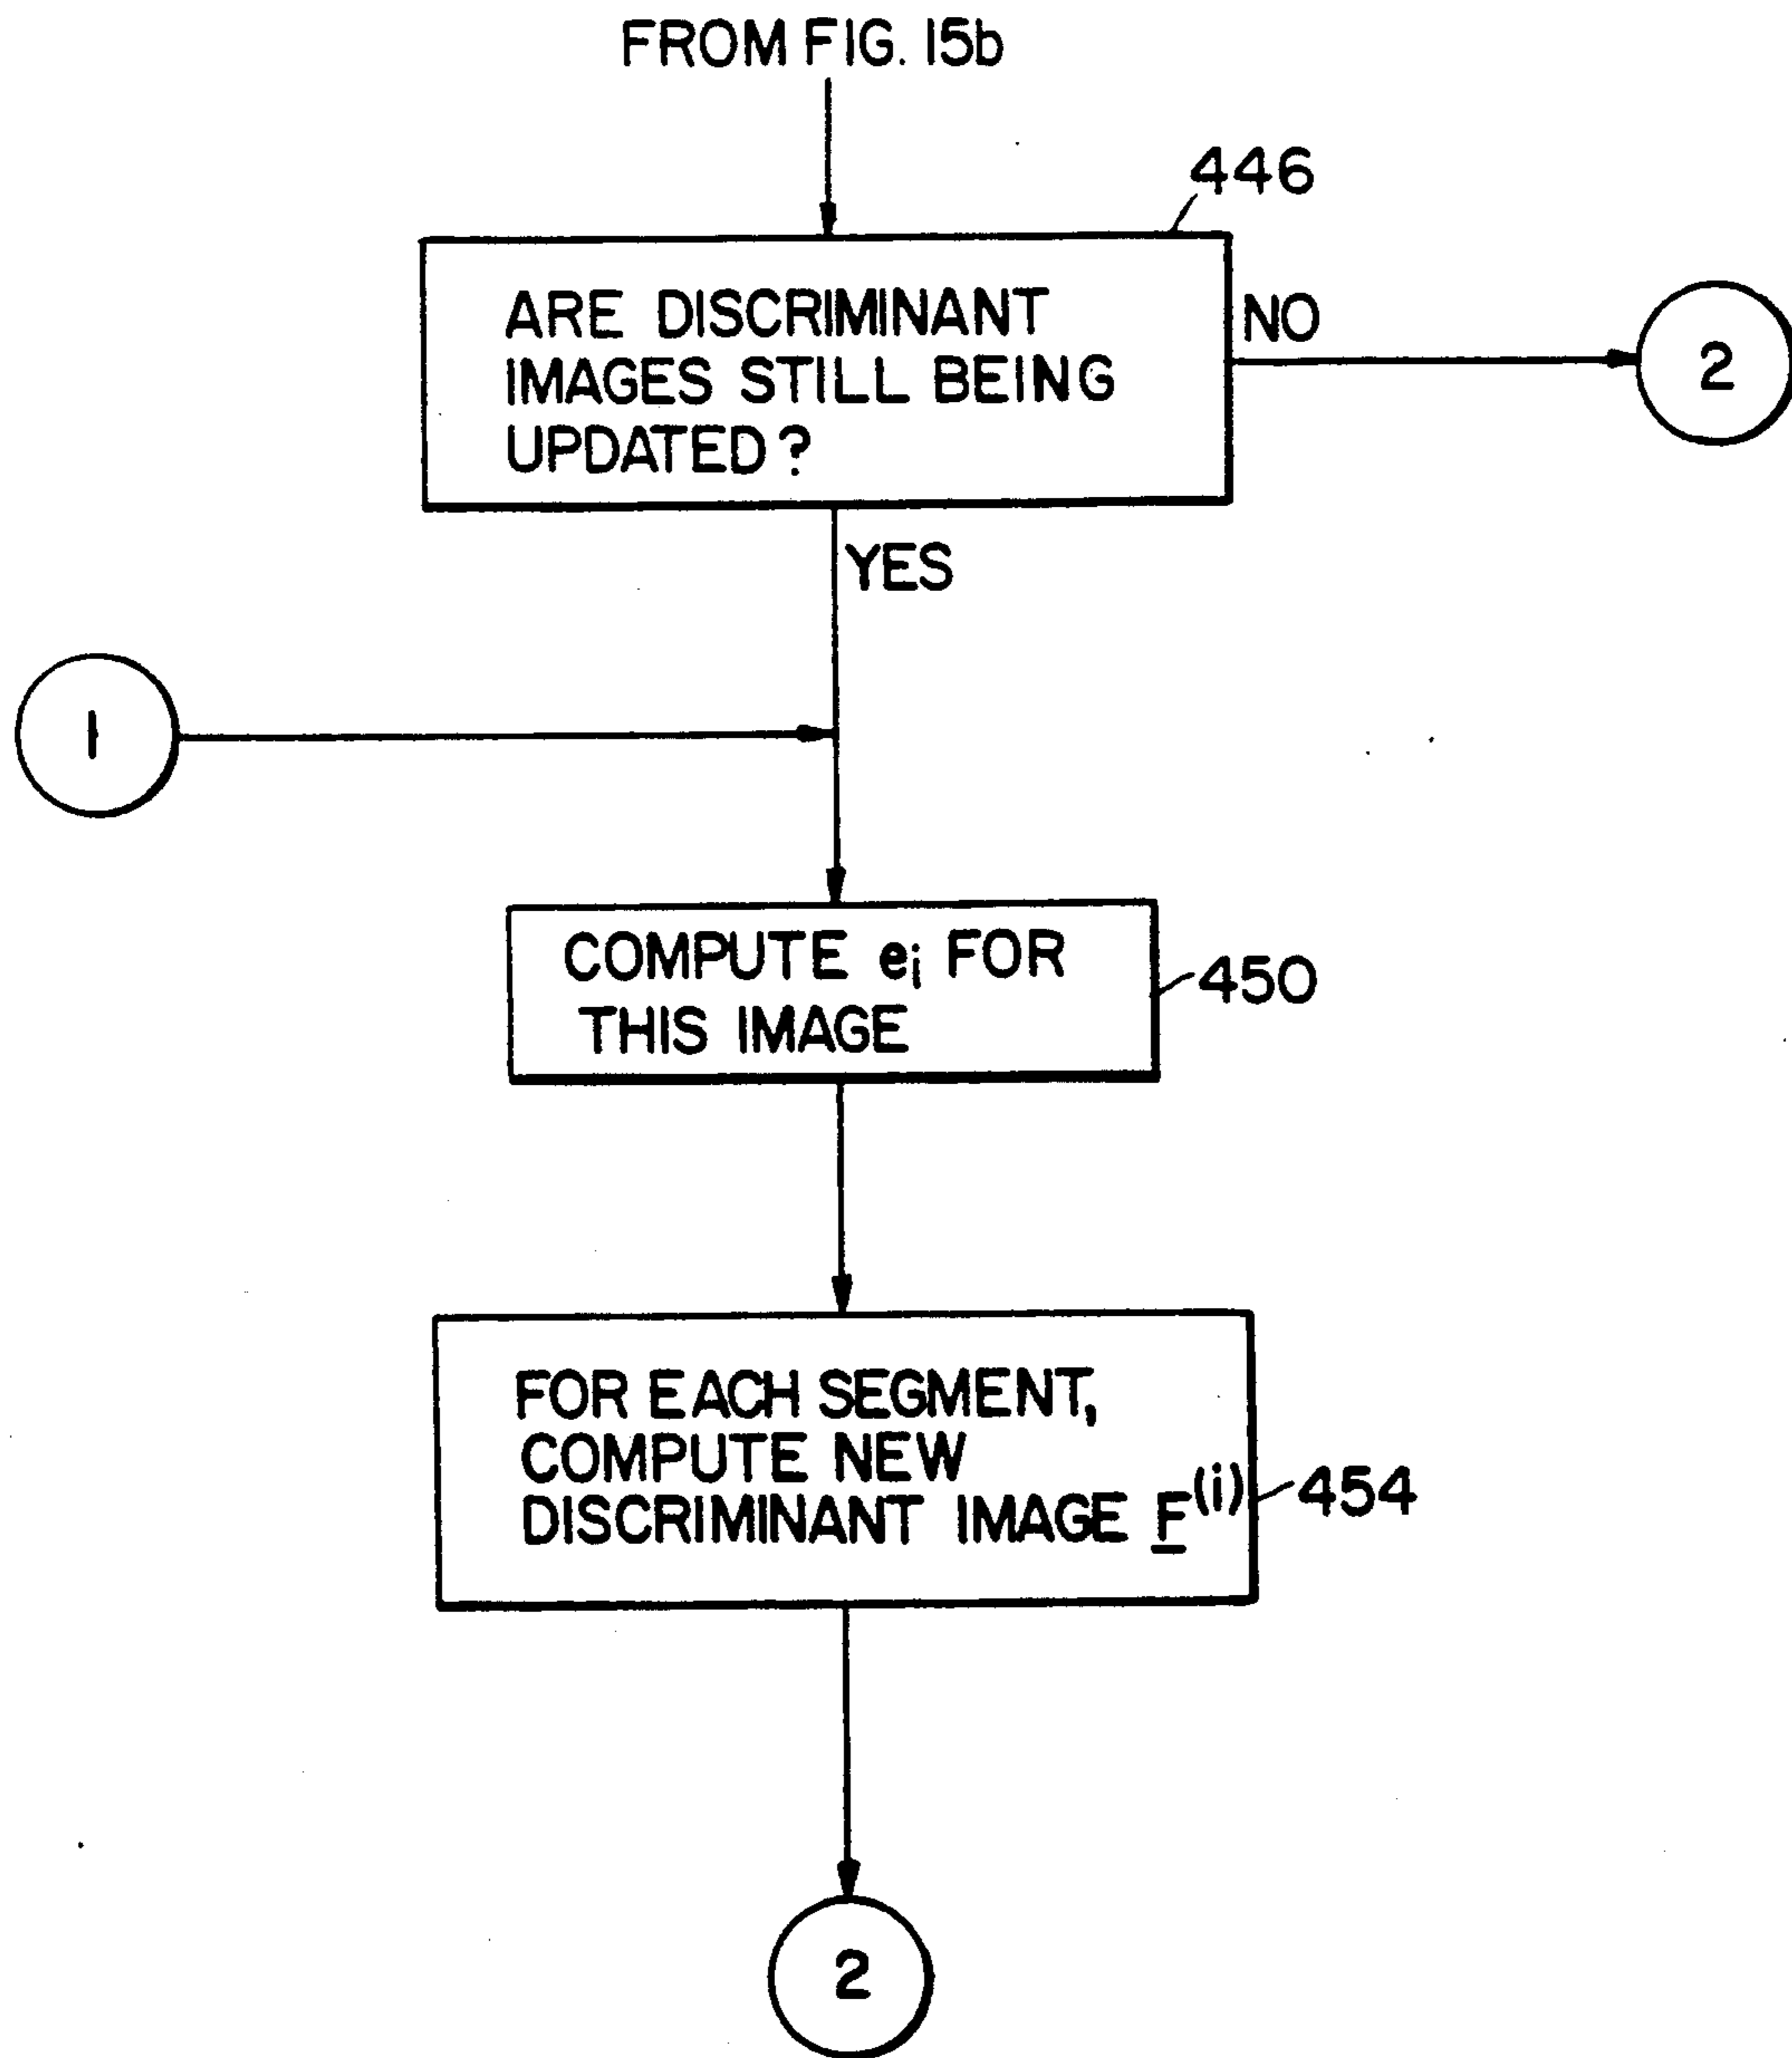 FROM FIG. 15b
446
ARE DISCRIMINANT
IMAGES STILL BEING
UPDATED?
NO
2
YES
1
COMPUTE ei FOR
THIS IMAGE
450
FOR EACH SEGMENT,
COMPUTE NEW
DISCRIMINANT IMAGE F(i)
454
2